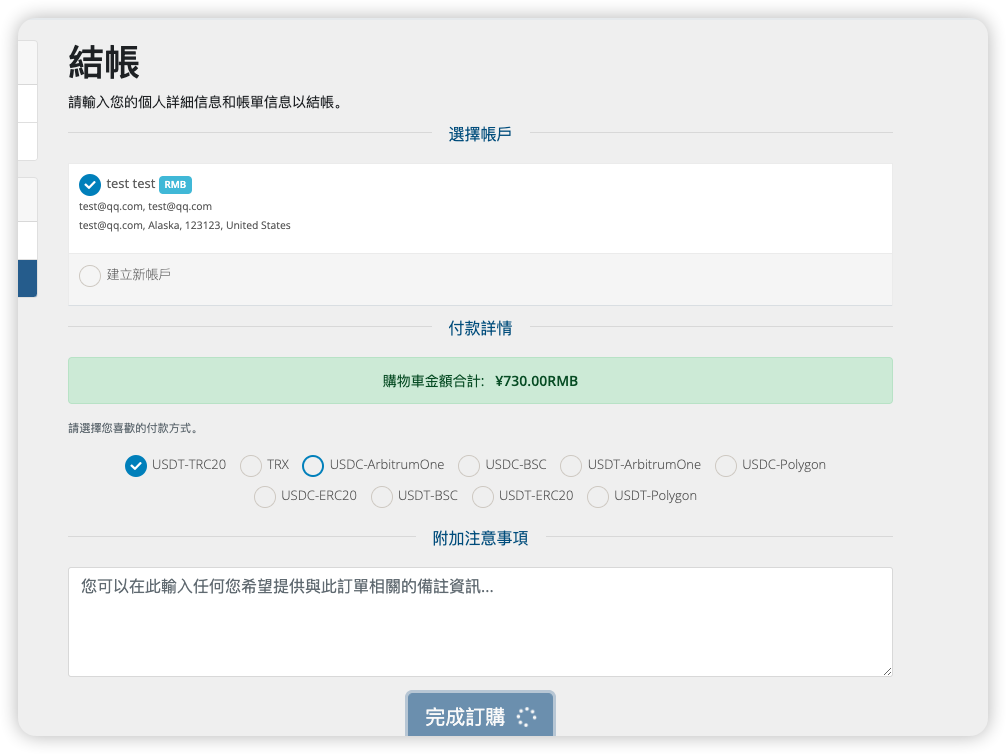 結帳
請輸入您的個人詳細信息和帳單信息以結帳。
選擇帳戶
test test RMB
test@qq.com, test@qq.com
test@qq.com, Alaska, 123123, United States
建立新帳戶
付款詳情
購物車金額合計: ¥730.00RMB
請選擇您喜歡的付款方式。
USDT-TRC20 TRX USDC-ArbitrumOne USDC-BSC USDT-ArbitrumOne USDC-Polygon
USDC-ERC20 USDT-BSC USDT-ERC20 USDT-Polygon
附加注意事項
您可以在此輸入任何您希望提供與此訂單相關的備註資訊...
完成訂購